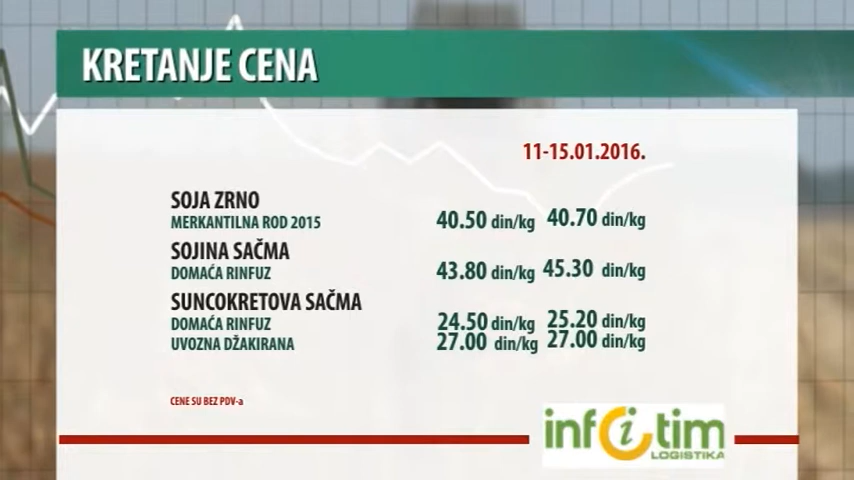 KRETANJE CENA
11-15.01.2016.
SOJA ZRNO
MERKANTILNA ROD 2015 40.50 din/kg 40.70 din/kg
SOJINA SAČMA
DOMAĆA RINFUZ 43.80 din/kg 45.30 din/kg
SUNCOKRETOVA SAČMA
DOMAĆA RINFUZ 24.50 din/kg 25.20 din/kg
UVOZNA DŽAKIRANA 27.00 din/kg 27.00 din/kg
CENE SU BEZ PDV-a
infotim
LOGISTIKA